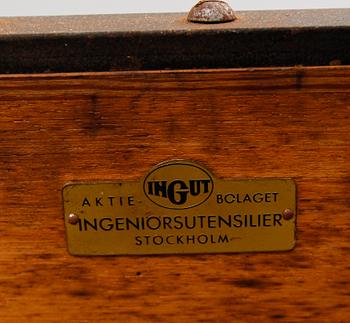 INGUT
AKTIE- BOLAGET
INGENIÖRSUTENSILIER
STOCKHOLM